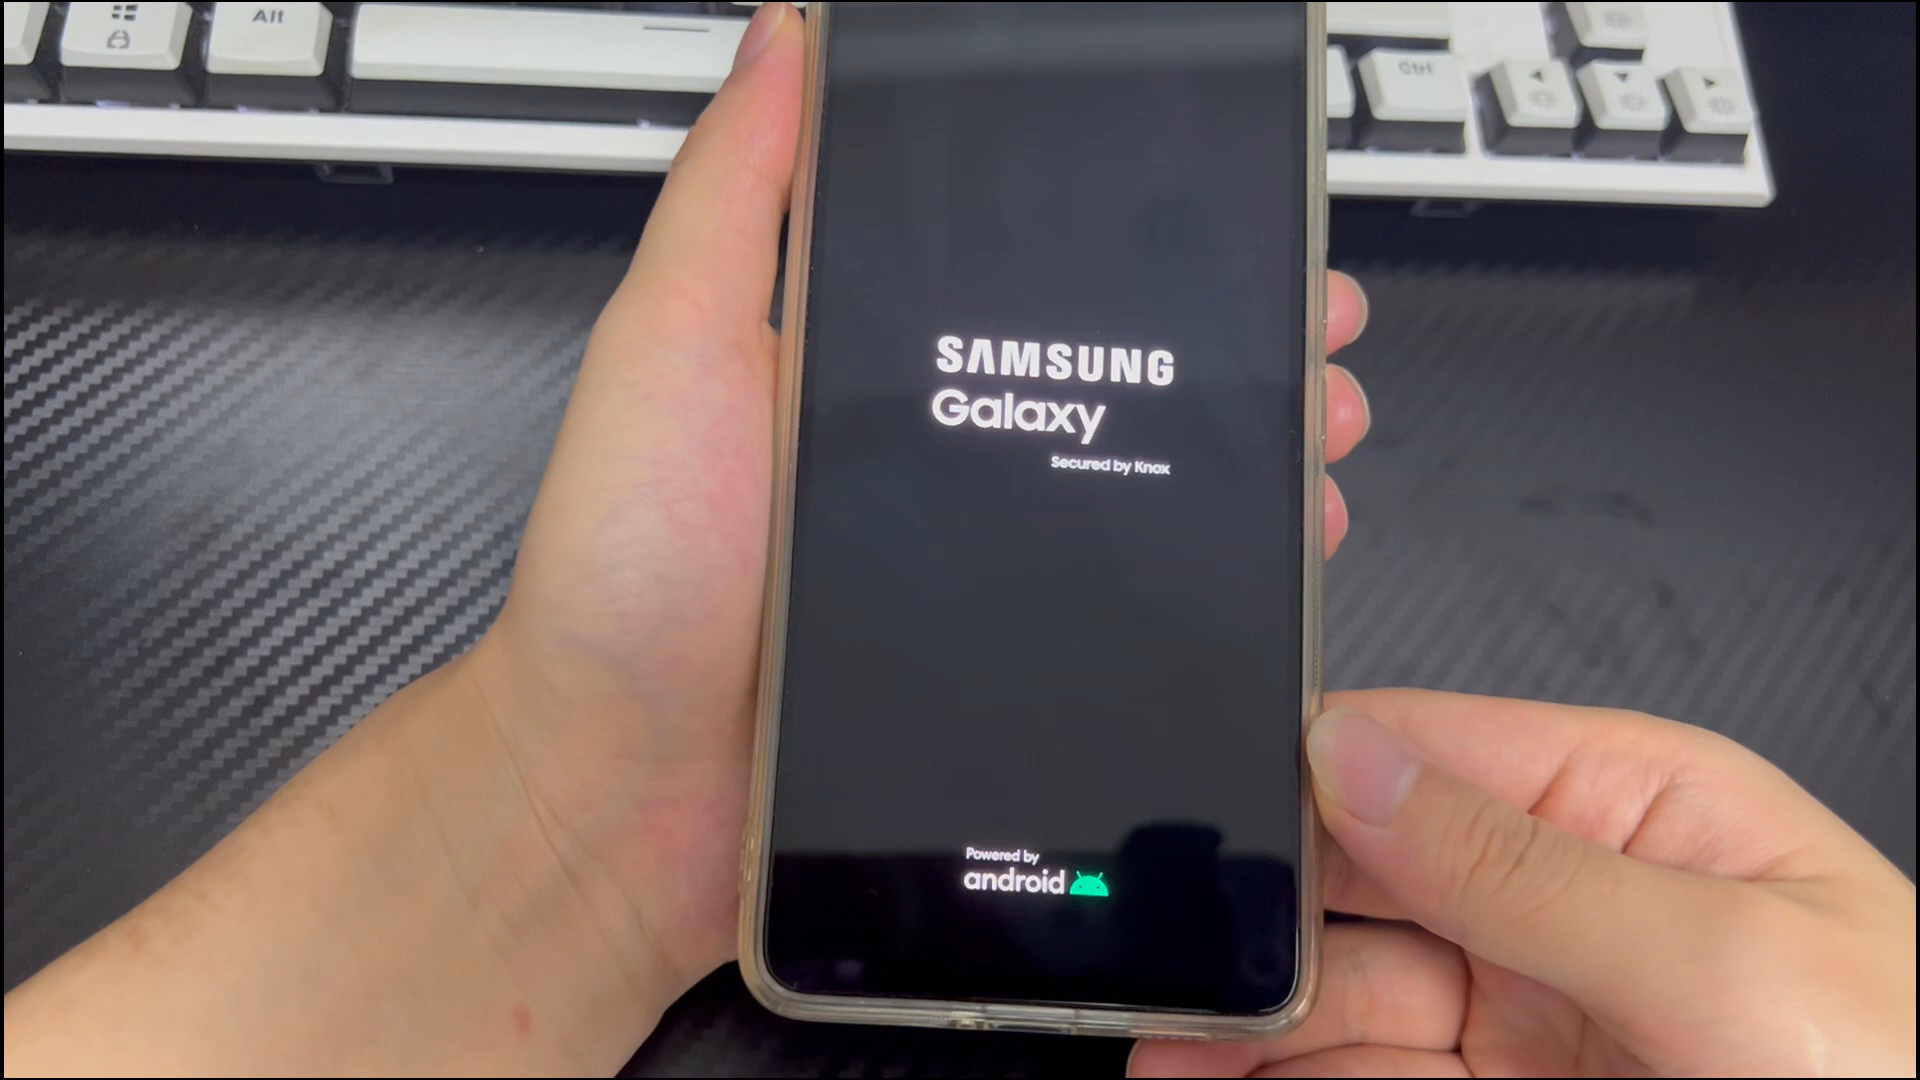 Alt
Ctrl
SAMSUNG
Galaxy
Secured by Knox
Powered by
android